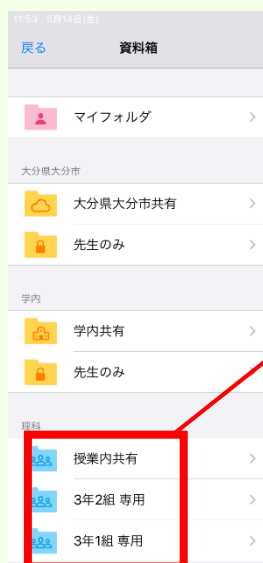 11:53 5月14日(金)
戻る 資料箱
マイフォルダ
大分県大分市
大分県大分市共有
先生のみ
学内
学内共有
先生のみ
理科
授業内共有
3年2組 専用
3年1組 専用